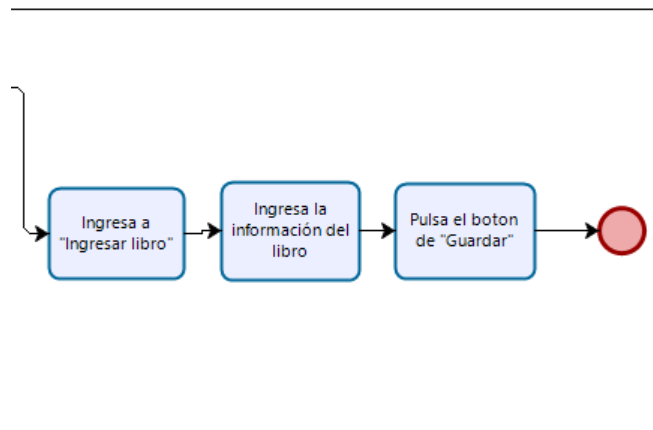 Ingresa a
"Ingresar libro"
Ingresa la
información del
libro
Pulsa el boton
de "Guardar"